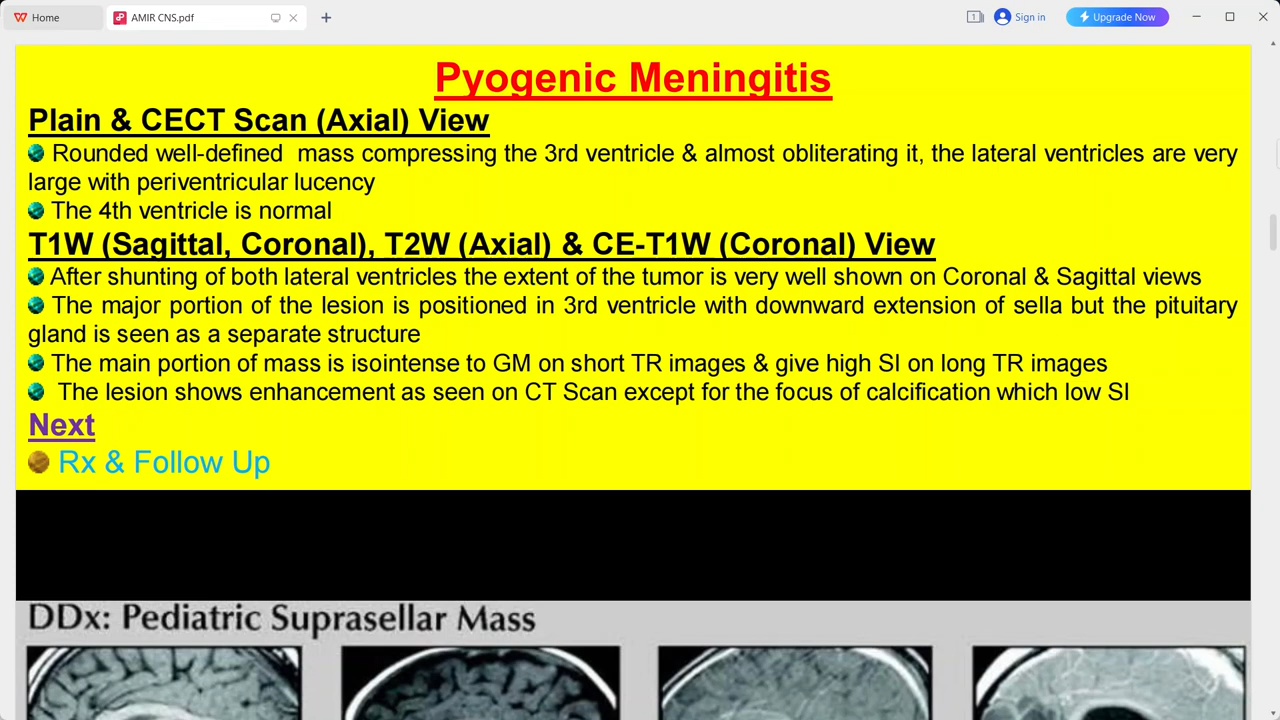 Home
AMIR CNS.pdf
1
Sign in
Upgrade Now
Pyogenic Meningitis
Plain & CECT Scan (Axial) View
Rounded well-defined mass compressing the 3rd ventricle & almost obliterating it, the lateral ventricles are very
large with periventricular lucency
The 4th ventricle is normal
T1W (Sagittal, Coronal), T2W (Axial) & CE-T1W (Coronal) View
After shunting of both lateral ventricles the extent of the tumor is very well shown on Coronal & Sagittal views
The major portion of the lesion is positioned in 3rd ventricle with downward extension of sella but the pituitary
gland is seen as a separate structure
The main portion of mass is isointense to GM on short TR images & give high SI on long TR images
The lesion shows enhancement as seen on CT Scan except for the focus of calcification which low SI
Next
Rx & Follow Up
DDx: Pediatric Suprasellar Mass